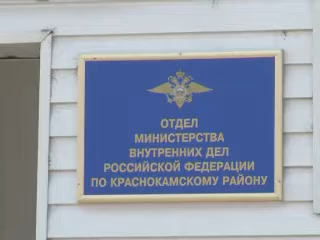 ОТДЕЛ
МИНИСТЕРСТВА
ВНУТРЕННИХ ДЕЛ
РОССИЙСКОЙ ФЕДЕРАЦИИ
ПО КРАСНОКАМСКОМУ РАЙОНУ